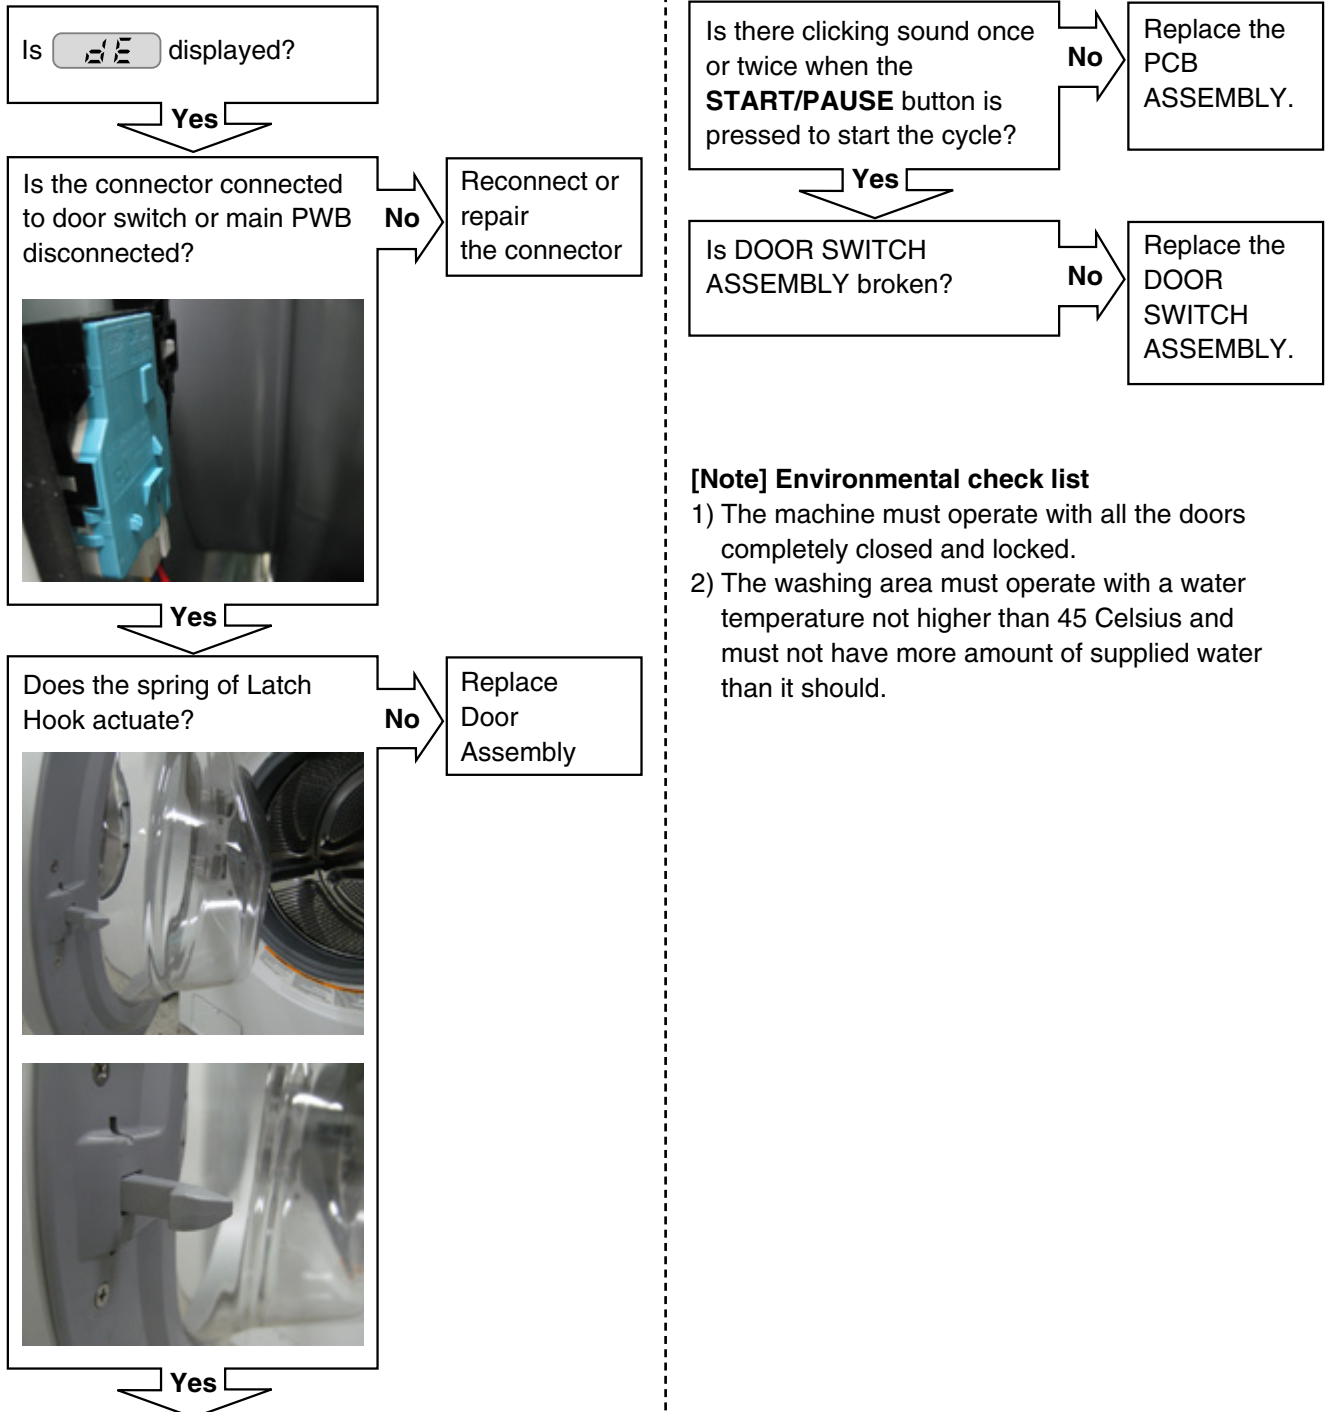 Is dE displayed?
Yes
Is the connector connected
to door switch or main PWB
disconnected?
No
Reconnect or
repair
the connector
Yes
Does the spring of Latch
Hook actuate?
No
Replace
Door
Assembly
Yes
Is there clicking sound once
or twice when the
START/PAUSE button is
pressed to start the cycle?
No
Replace the
PCB
ASSEMBLY.
Yes
Is DOOR SWITCH
ASSEMBLY broken?
No
Replace the
DOOR
SWITCH
ASSEMBLY.
[Note] Environmental check list
1) The machine must operate with all the doors
completely closed and locked.
2) The washing area must operate with a water
temperature not higher than 45 Celsius and
must not have more amount of supplied water
than it should.